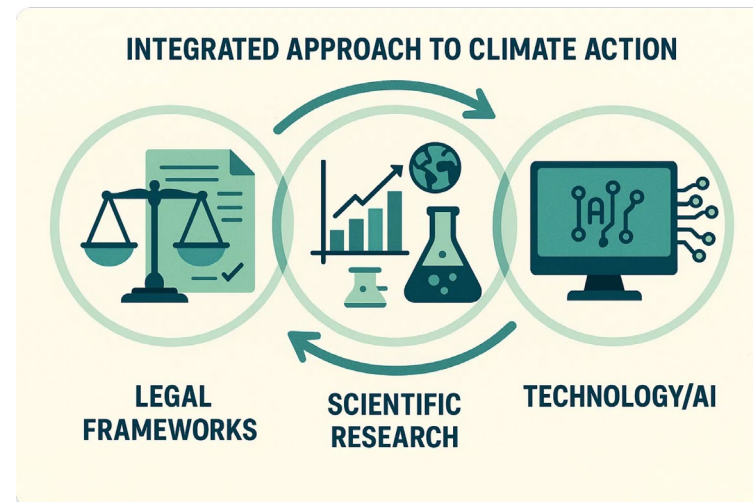 INTEGRATED APPROACH TO CLIMATE ACTION
A
LEGAL
FRAMEWORKS
SCIENTIFIC
RESEARCH
TECHNOLOGY/AI